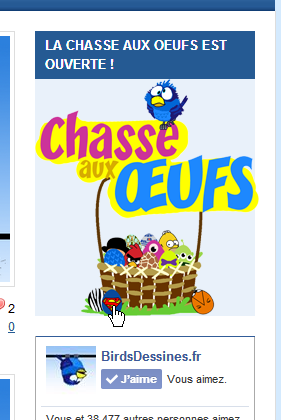 LA CHASSE AUX OEUFS EST
OUVERTE !
Chasse
aux
ŒUFS
2
0
BirdsDessines.fr
J'aime Vous aimez.
Vous et 38 477 autres personnes aimez